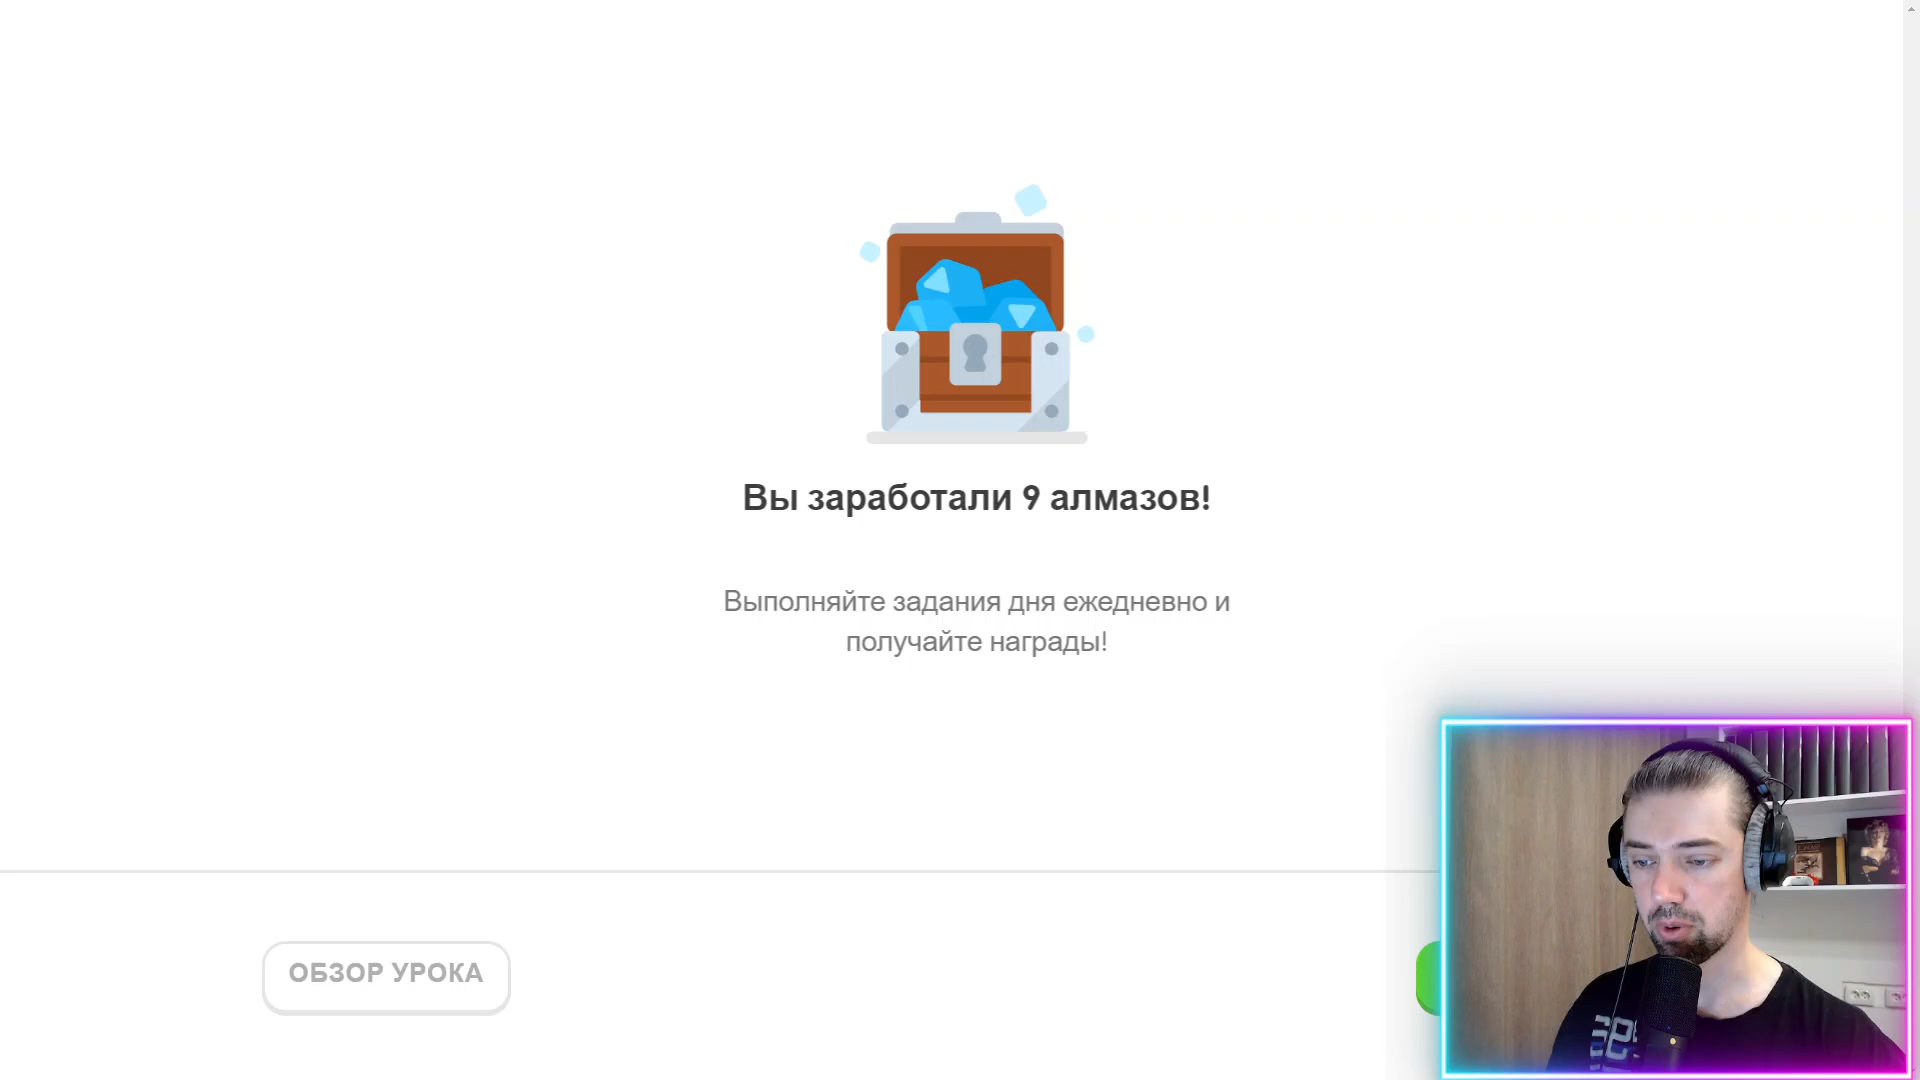 Вы заработали 9 алмазов!
Выполняйте задания дня ежедневно и
получайте награды!
ОБЗОР УРОКА